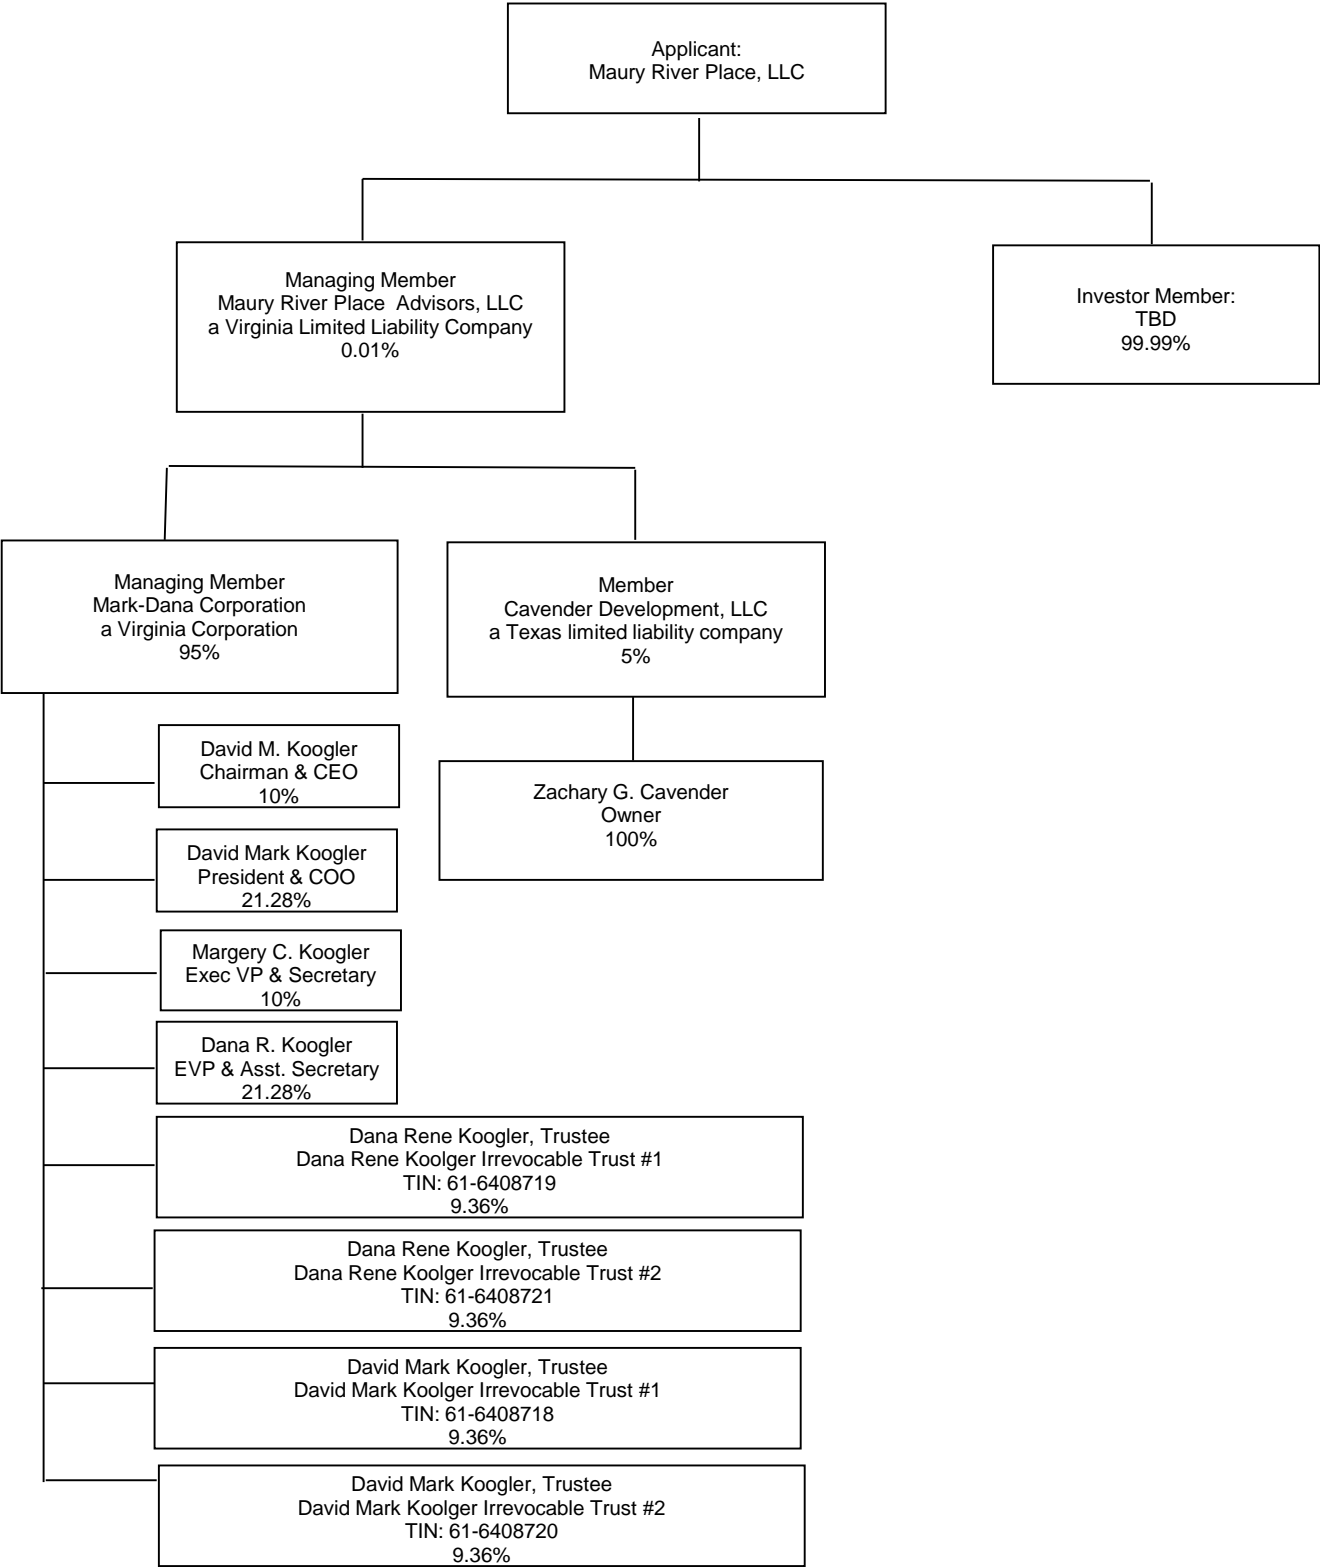 Applicant:
Maury River Place, LLC
Managing Member
Maury River Place Advisors, LLC
a Virginia Limited Liability Company
0.01%
Investor Member:
TBD
99.99%
Managing Member
Mark-Dana Corporation
a Virginia Corporation
95%
Member
Cavender Development, LLC
a Texas limited liability company
5%
David M. Koogler
Chairman & CEO
10%
Zachary G. Cavender
Owner
100%
David Mark Koogler
President & COO
21.28%
Margery C. Koogler
Exec VP & Secretary
10%
Dana R. Koogler
EVP & Asst. Secretary
21.28%
Dana Rene Koogler, Trustee
Dana Rene Koolger Irrevocable Trust #1
TIN: 61-6408719
9.36%
Dana Rene Koogler, Trustee
Dana Rene Koolger Irrevocable Trust #2
TIN: 61-6408721
9.36%
David Mark Koogler, Trustee
David Mark Koolger Irrevocable Trust #1
TIN: 61-6408718
9.36%
David Mark Koogler, Trustee
David Mark Koolger Irrevocable Trust #2
TIN: 61-6408720
9.36%